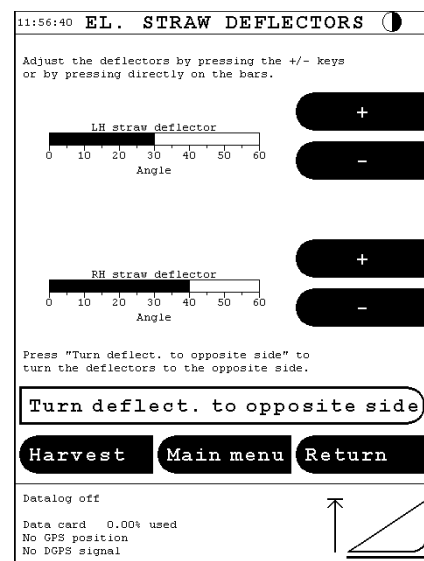 11:56:40 EL. STRAW DEFLECTORS
Adjust the deflectors by pressing the +/- keys
or by pressing directly on the bars.
+
LH straw deflector
-
0 10 20 30 40 50 60
Angle
+
RH straw deflector
-
0 10 20 30 40 50 60
Angle
Press "Turn deflect. to opposite side" to
turn the deflectors to the opposite side.
Turn deflect. to opposite side
Harvest Main menu Return
Datalog off
Data card 0.00% used
No GPS position
No DGPS signal